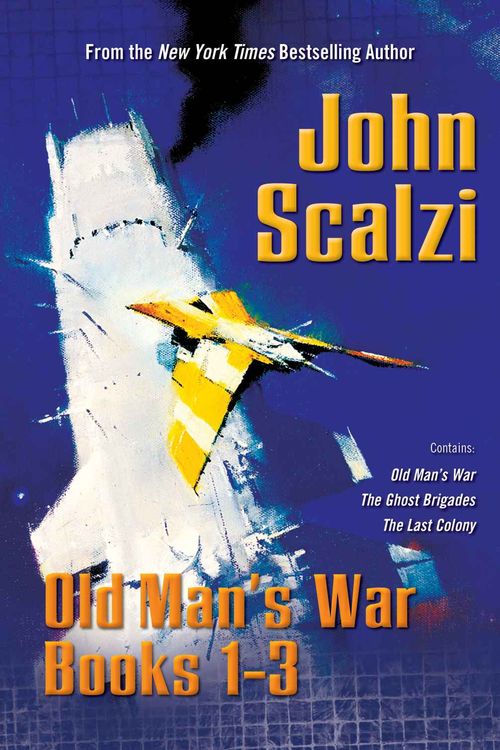 From the New York Times Bestselling Author
John
Scalzi
Contains:
Old Man's War
The Ghost Brigades
The Last Colony
Old Man's War
Books 1-3